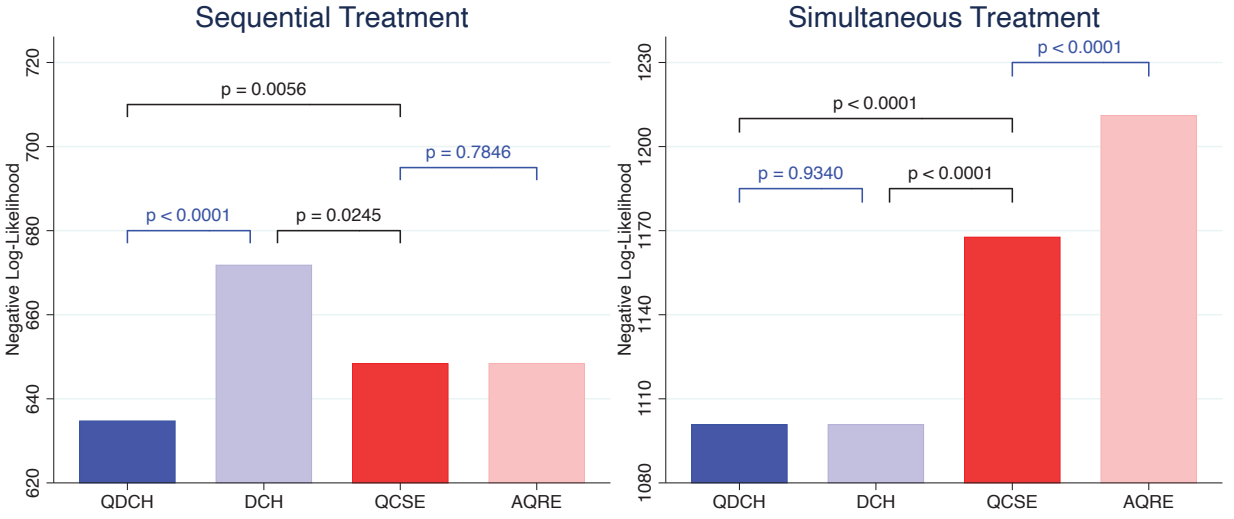 Sequential Treatment
Negative Log-Likelihood
720
700
680
660
640
620
p = 0.0056
p = 0.7846
p < 0.0001
p = 0.0245
QDCH
DCH
QCSE
AQRE
Simultaneous Treatment
Negative Log-Likelihood
1230
1200
1170
1140
1110
1080
p < 0.0001
p < 0.0001
p = 0.9340
p < 0.0001
QDCH
DCH
QCSE
AQRE